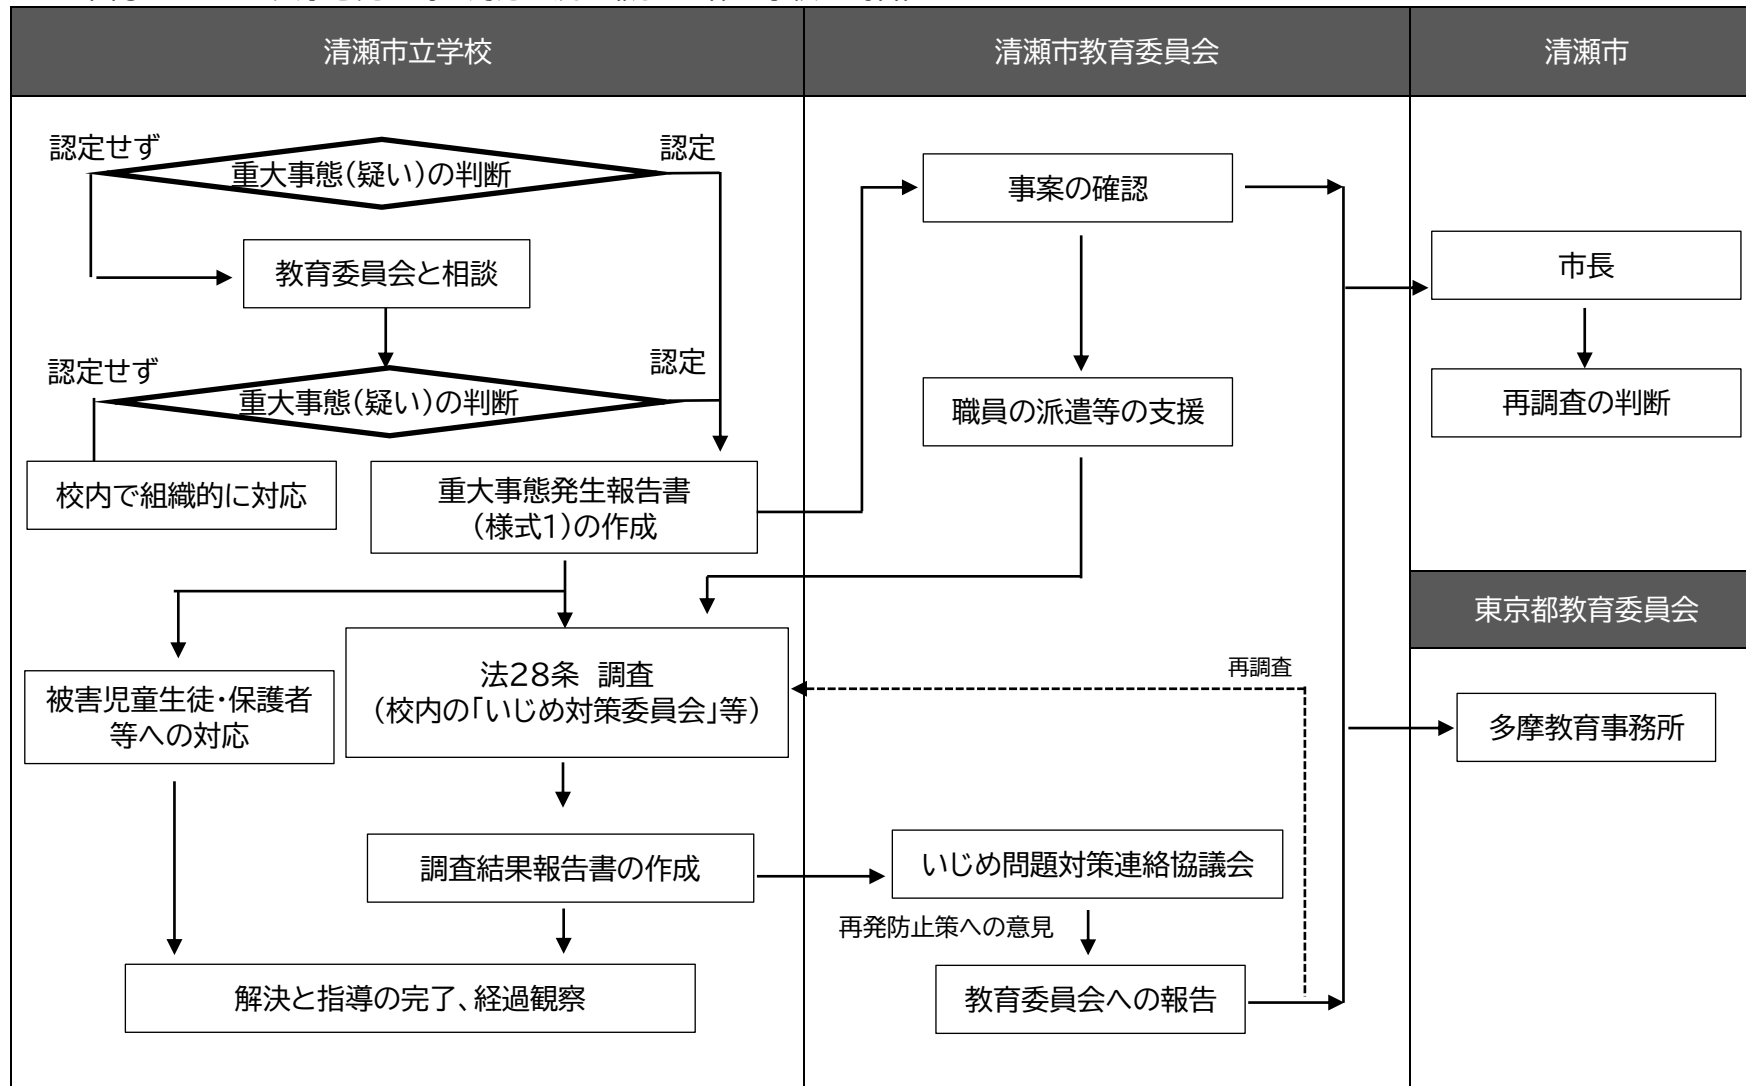 清瀬市立学校
清瀬市教育委員会
清瀬市
認定せず
認定
重大事態(疑い)の判断
事案の確認
教育委員会と相談
市長
認定せず
認定
重大事態(疑い)の判断
職員の派遣等の支援
再調査の判断
校内で組織的に対応
重大事態発生報告書
(様式1)の作成
東京都教育委員会
被害児童生徒・保護者
等への対応
法28条 調査
(校内の「いじめ対策委員会」等)
再調査
多摩教育事務所
調査結果報告書の作成
いじめ問題対策連絡協議会
再発防止策への意見
解決と指導の完了、経過観察
教育委員会への報告